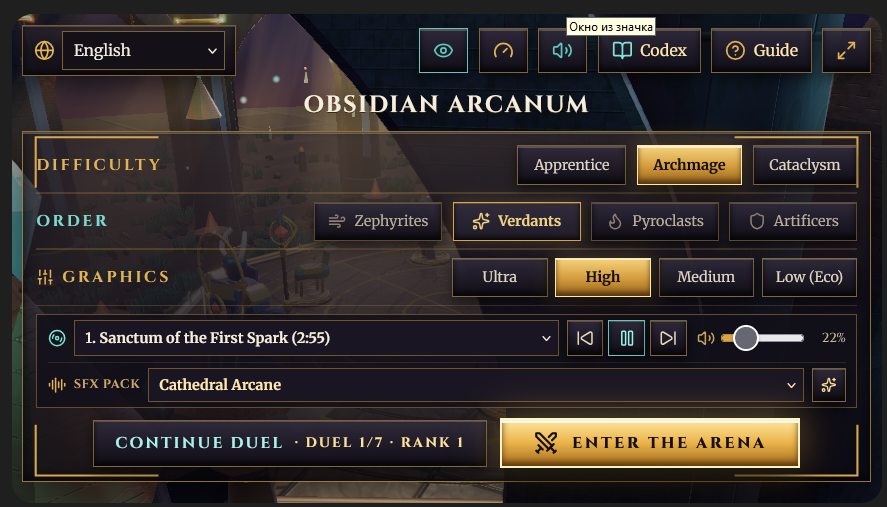 Окно из значка
English
Codex
Guide
OBSIDIAN ARCANUM
DIFFICULTY
Apprentice
Archmage
Cataclysm
ORDER
Zephyrites
Verdants
Pyroclasts
Artificers
GRAPHICS
Ultra
High
Medium
Low (Eco)
1. Sanctum of the First Spark (2:55)
22%
SFX PACK
Cathedral Arcane
CONTINUE DUEL · DUEL 1/7 · RANK 1
ENTER THE ARENA